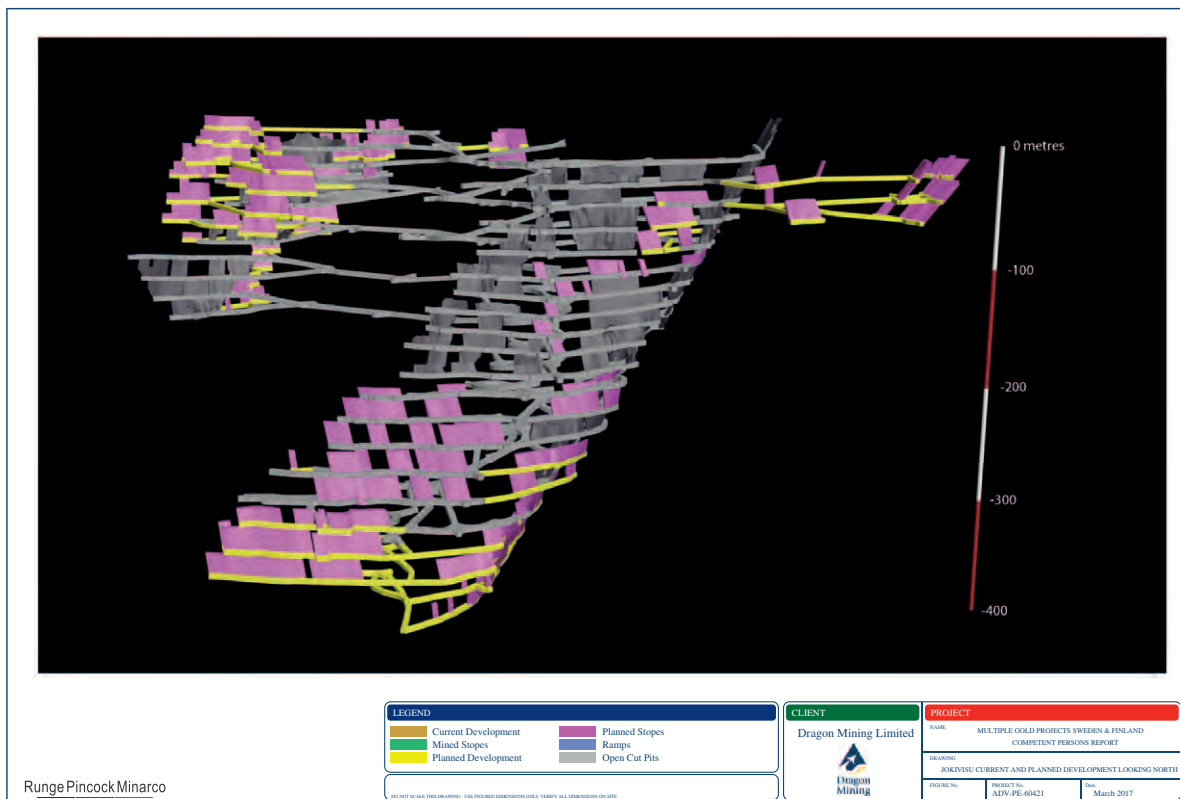 0 metres
-100
-200
-300
-400
LEGEND
Current Development
Mined Stopes
Planned Development
Planned Stopes
Ramps
Open Cut Pits
DO NOT SCALE THIS DRAWING - USE FIGURED DIMENSIONS ONLY. VERIFY ALL DIMENSIONS ON SITE
CLIENT
Dragon Mining Limited
Dragon
Mining
PROJECT
NAME
MULTIPLE GOLD PROJECTS SWEDEN & FINLAND
COMPETENT PERSONS REPORT
DRAWING
JOKIVISU CURRENT AND PLANNED DEVELOPMENT LOOKING NORTH
FIGURE No.
PROJECT No.
ADV-PE-60421
Date
March 2017
Runge Pincock Minarco